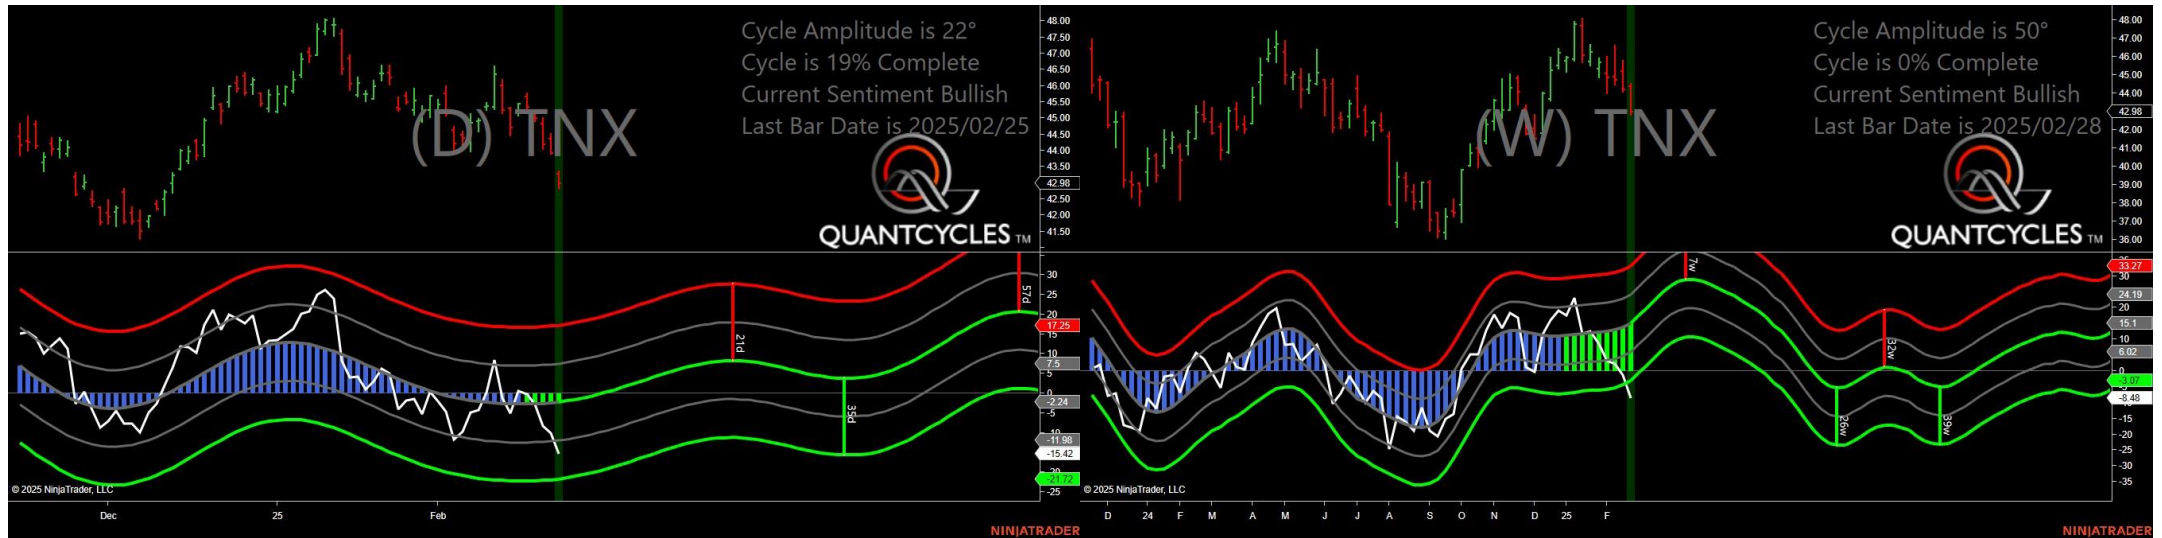 Cycle Amplitude is 22°
Cycle is 19% Complete
Current Sentiment Bullish
Last Bar Date is 2025/02/25
(D) TNX
QUANTCYCLES TM
48.00
47.50
47.00
46.50
46.00
45.50
45.00
44.50
44.00
43.50
42.98
42.50
42.00
41.50
30
25
20
17.25
15
10
7.5
5
0
-2.24
-5
-10
-11.98
-15.42
-20
-21.72
-25
21d
35d
57d
© 2025 NinjaTrader, LLC
Dec
25
Feb
NINJATRADER
Cycle Amplitude is 50°
Cycle is 0% Complete
Current Sentiment Bullish
Last Bar Date is 2025/02/28
(W) TNX
QUANTCYCLES TM
48.00
47.00
46.00
45.00
44.00
42.98
42.00
41.00
40.00
39.00
38.00
37.00
36.00
33.27
30
24.19
20
15.1
10
6.02
0
-3.07
-8.48
-15
-20
-25
-30
-35
7w
26w
32w
39w
© 2025 NinjaTrader, LLC
D
24
F
M
A
M
J
J
A
S
O
N
D
25
F
NINJATRADER